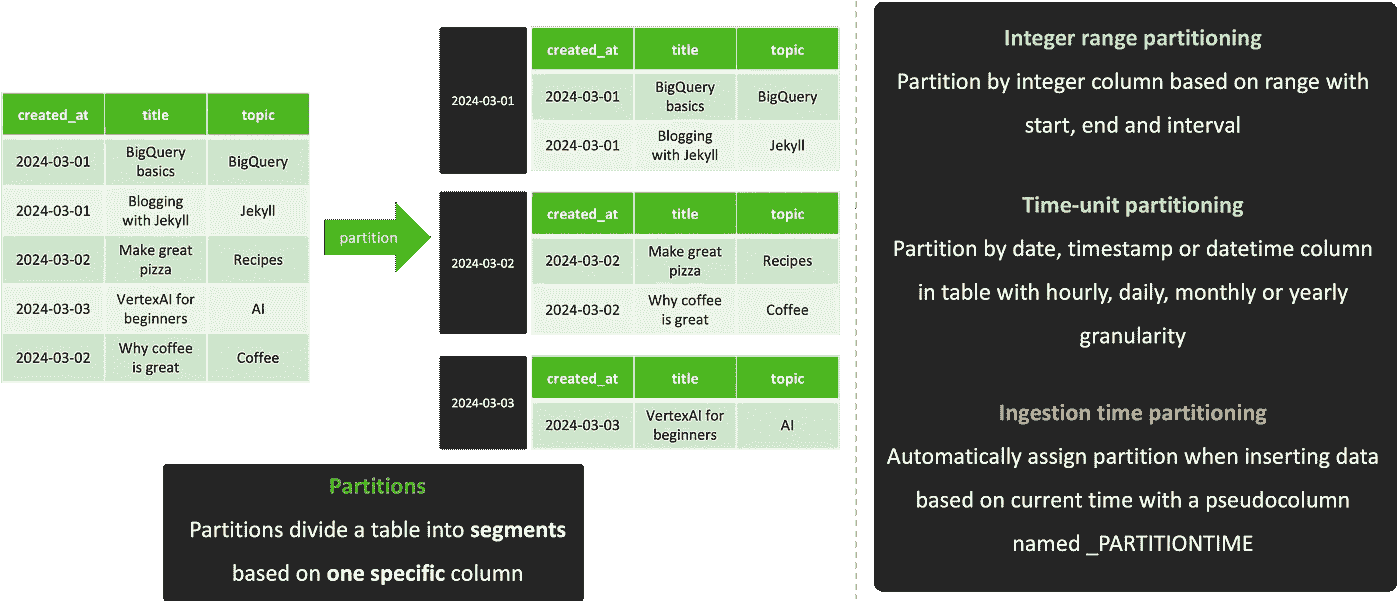 created_at title topic
2024-03-01 BigQuery basics BigQuery
2024-03-01 Blogging with Jekyll Jekyll
2024-03-02 Make great pizza Recipes
2024-03-03 VertexAI for beginners AI
2024-03-02 Why coffee is great Coffee
partition
2024-03-01
created_at title topic
2024-03-01 BigQuery basics BigQuery
2024-03-01 Blogging with Jekyll Jekyll
2024-03-02
created_at title topic
2024-03-02 Make great pizza Recipes
2024-03-02 Why coffee is great Coffee
2024-03-03
created_at title topic
2024-03-03 VertexAI for beginners AI
Partitions
Partitions divide a table into segments
based on one specific column
Integer range partitioning
Partition by integer column based on range with
start, end and interval
Time-unit partitioning
Partition by date, timestamp or datetime column
in table with hourly, daily, monthly or yearly
granularity
Ingestion time partitioning
Automatically assign partition when inserting data
based on current time with a pseudocolumn
named _PARTITIONTIME